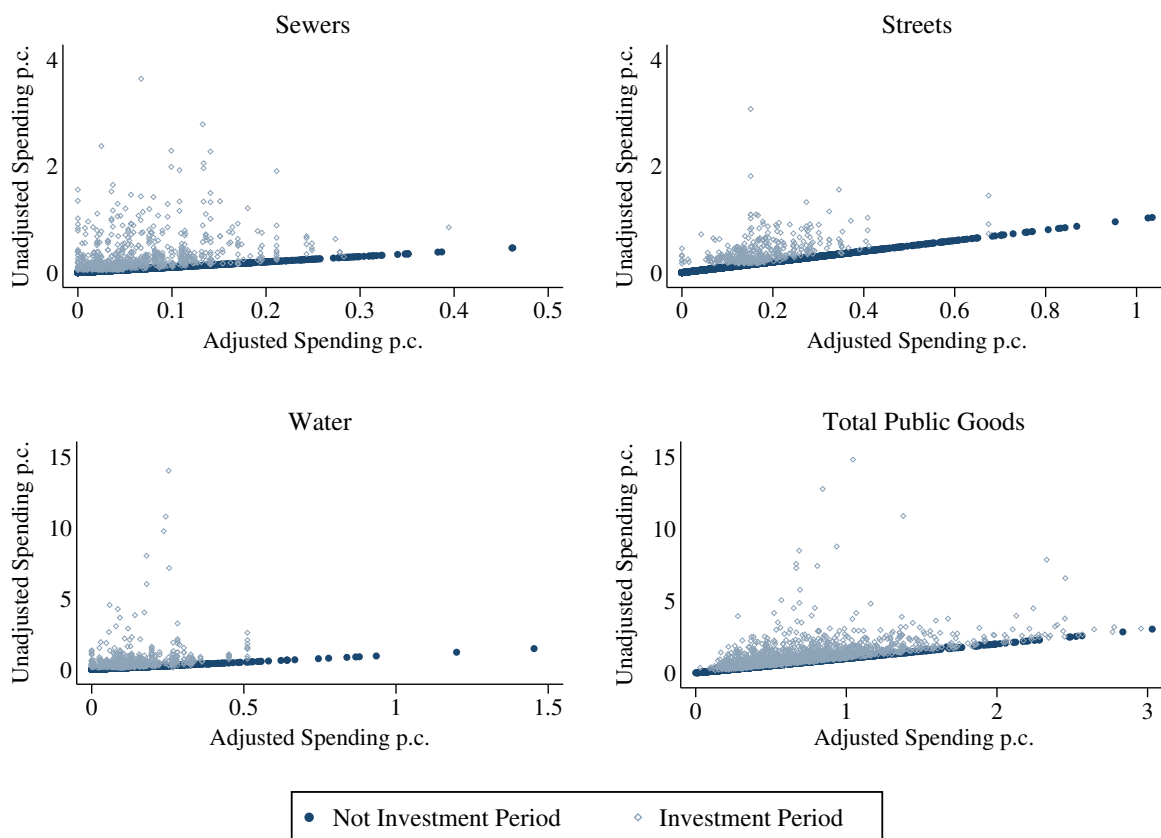 Sewers
Unadjusted Spending p.c.
4
2
0
0 0.1 0.2 0.3 0.4 0.5
Adjusted Spending p.c.
Streets
Unadjusted Spending p.c.
4
2
0
0 0.2 0.4 0.6 0.8 1
Adjusted Spending p.c.
Water
Unadjusted Spending p.c.
15
10
5
0
0 0.5 1 1.5
Adjusted Spending p.c.
Total Public Goods
Unadjusted Spending p.c.
15
10
5
0
0 1 2 3
Adjusted Spending p.c.
Not Investment Period Investment Period